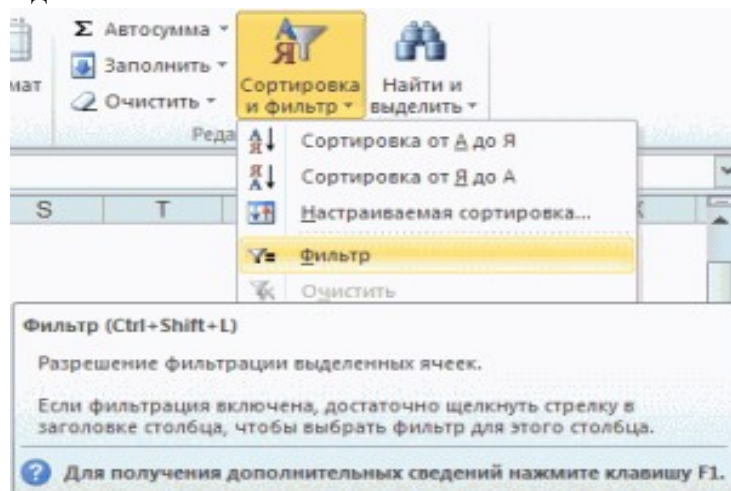 Σ Автосумма
Заполнить
Очистить
Сортировка
и фильтр
Найти и
выделить
мат
Реда
Сортировка от А до Я
Сортировка от Я до А
Настраиваемая сортировка...
S T
Фильтр
Очистить
Фильтр (Ctrl+Shift+L)
Разрешение фильтрации выделенных ячеек.
Если фильтрация включена, достаточно щелкнуть стрелку в
заголовке столбца, чтобы выбрать фильтр для этого столбца.
Для получения дополнительных сведений нажмите клавишу F1.